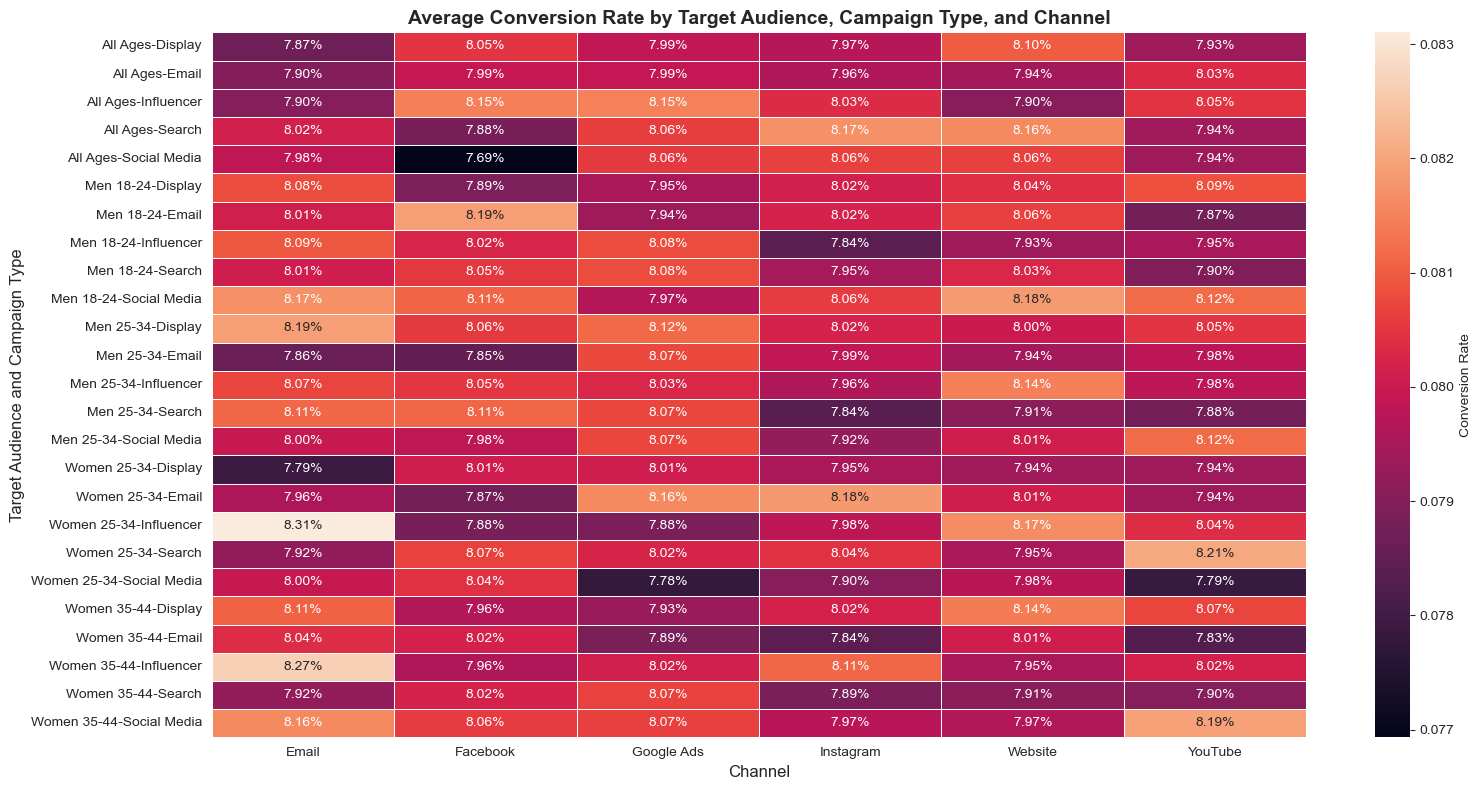 Average Conversion Rate by Target Audience, Campaign Type, and Channel
Target Audience and Campaign Type
All Ages-Display 7.87% 8.05% 7.99% 7.97% 8.10% 7.93%
All Ages-Email 7.90% 7.99% 7.99% 7.96% 7.94% 8.03%
All Ages-Influencer 7.90% 8.15% 8.15% 8.03% 7.90% 8.05%
All Ages-Search 8.02% 7.88% 8.06% 8.17% 8.16% 7.94%
All Ages-Social Media 7.98% 7.69% 8.06% 8.06% 8.06% 7.94%
Men 18-24-Display 8.08% 7.89% 7.95% 8.02% 8.04% 8.09%
Men 18-24-Email 8.01% 8.19% 7.94% 8.02% 8.06% 7.87%
Men 18-24-Influencer 8.09% 8.02% 8.08% 7.84% 7.93% 7.95%
Men 18-24-Search 8.01% 8.05% 8.08% 7.95% 8.03% 7.90%
Men 18-24-Social Media 8.17% 8.11% 7.97% 8.06% 8.18% 8.12%
Men 25-34-Display 8.19% 8.06% 8.12% 8.02% 8.00% 8.05%
Men 25-34-Email 7.86% 7.85% 8.07% 7.99% 7.94% 7.98%
Men 25-34-Influencer 8.07% 8.05% 8.03% 7.96% 8.14% 7.98%
Men 25-34-Search 8.11% 8.11% 8.07% 7.84% 7.91% 7.88%
Men 25-34-Social Media 8.00% 7.98% 8.07% 7.92% 8.01% 8.12%
Women 25-34-Display 7.79% 8.01% 8.01% 7.95% 7.94% 7.94%
Women 25-34-Email 7.96% 7.87% 8.16% 8.18% 8.01% 7.94%
Women 25-34-Influencer 8.31% 7.88% 7.88% 7.98% 8.17% 8.04%
Women 25-34-Search 7.92% 8.07% 8.02% 8.04% 7.95% 8.21%
Women 25-34-Social Media 8.00% 8.04% 7.78% 7.90% 7.98% 7.79%
Women 35-44-Display 8.11% 7.96% 7.93% 8.02% 8.14% 8.07%
Women 35-44-Email 8.04% 8.02% 7.89% 7.84% 8.01% 7.83%
Women 35-44-Influencer 8.27% 7.96% 8.02% 8.11% 7.95% 8.02%
Women 35-44-Search 7.92% 8.02% 8.07% 7.89% 7.91% 7.90%
Women 35-44-Social Media 8.16% 8.06% 8.07% 7.97% 7.97% 8.19%
Email Facebook Google Ads Instagram Website YouTube
Channel
0.083
0.082
0.081
0.080
0.079
0.078
0.077
Conversion Rate